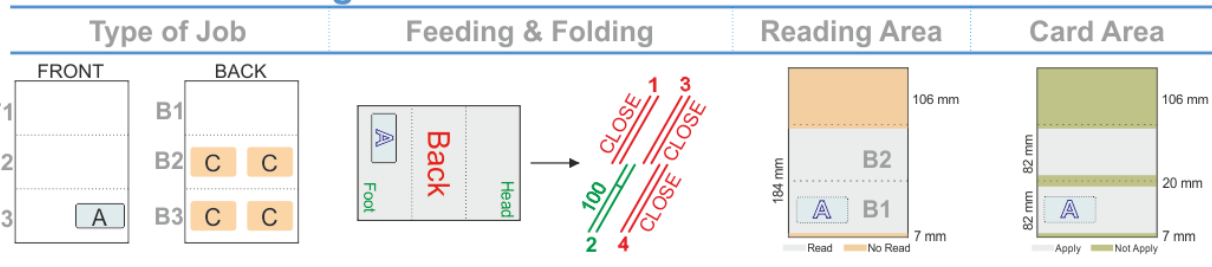 Type of Job
Feeding & Folding
Reading Area
Card Area
FRONT
BACK
1
2
3
A
B1
B2
B3
C C
C C
A
Foot
Back
Head
1
3
CLOSE
CLOSE
100
CLOSE
2
4
106 mm
184 mm
B2
A
B1
7 mm
Read
No Read
106 mm
82 mm
20 mm
82 mm
A
7 mm
Apply
Not Apply